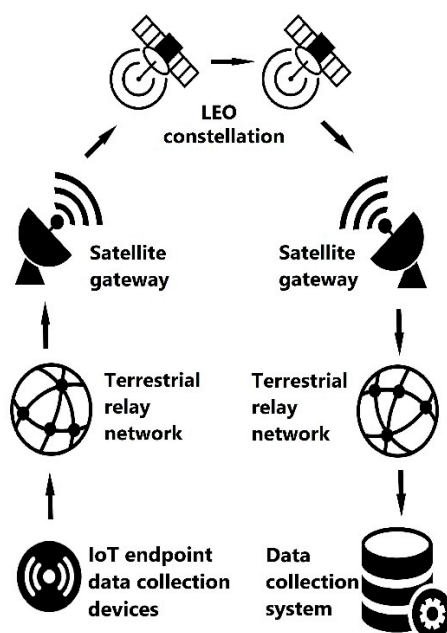 LEO
constellation
Satellite
gateway
Satellite
gateway
Terrestrial
relay
network
Terrestrial
relay
network
IoT endpoint
data collection
devices
Data
collection
system